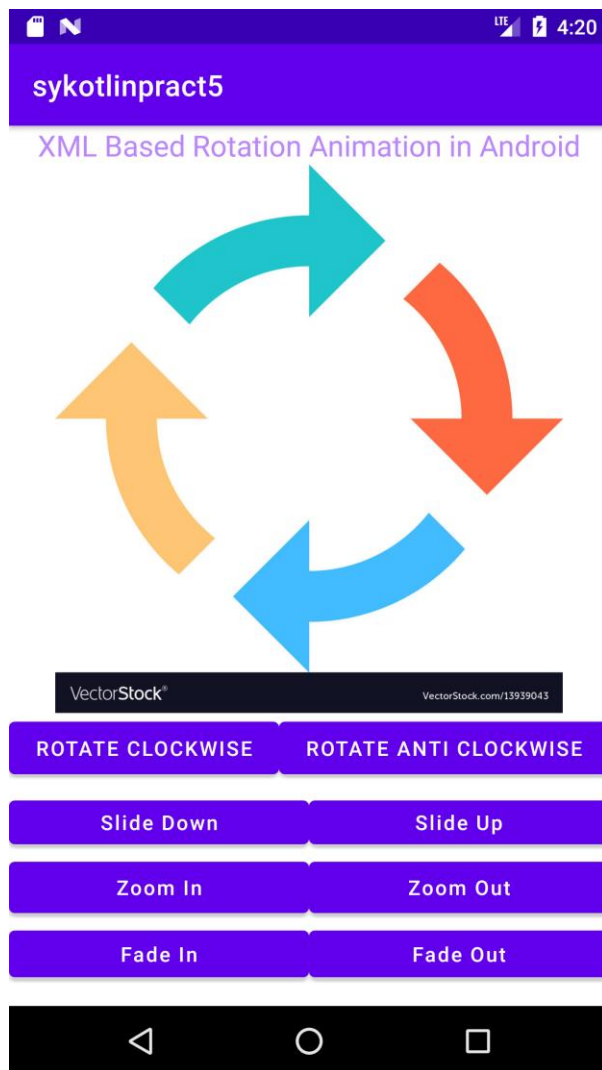 LTE 4:20
sykotlinpract5
XML Based Rotation Animation in Android
VectorStock® VectorStock.com/13939043
ROTATE CLOCKWISE ROTATE ANTI CLOCKWISE
Slide Down Slide Up
Zoom In Zoom Out
Fade In Fade Out